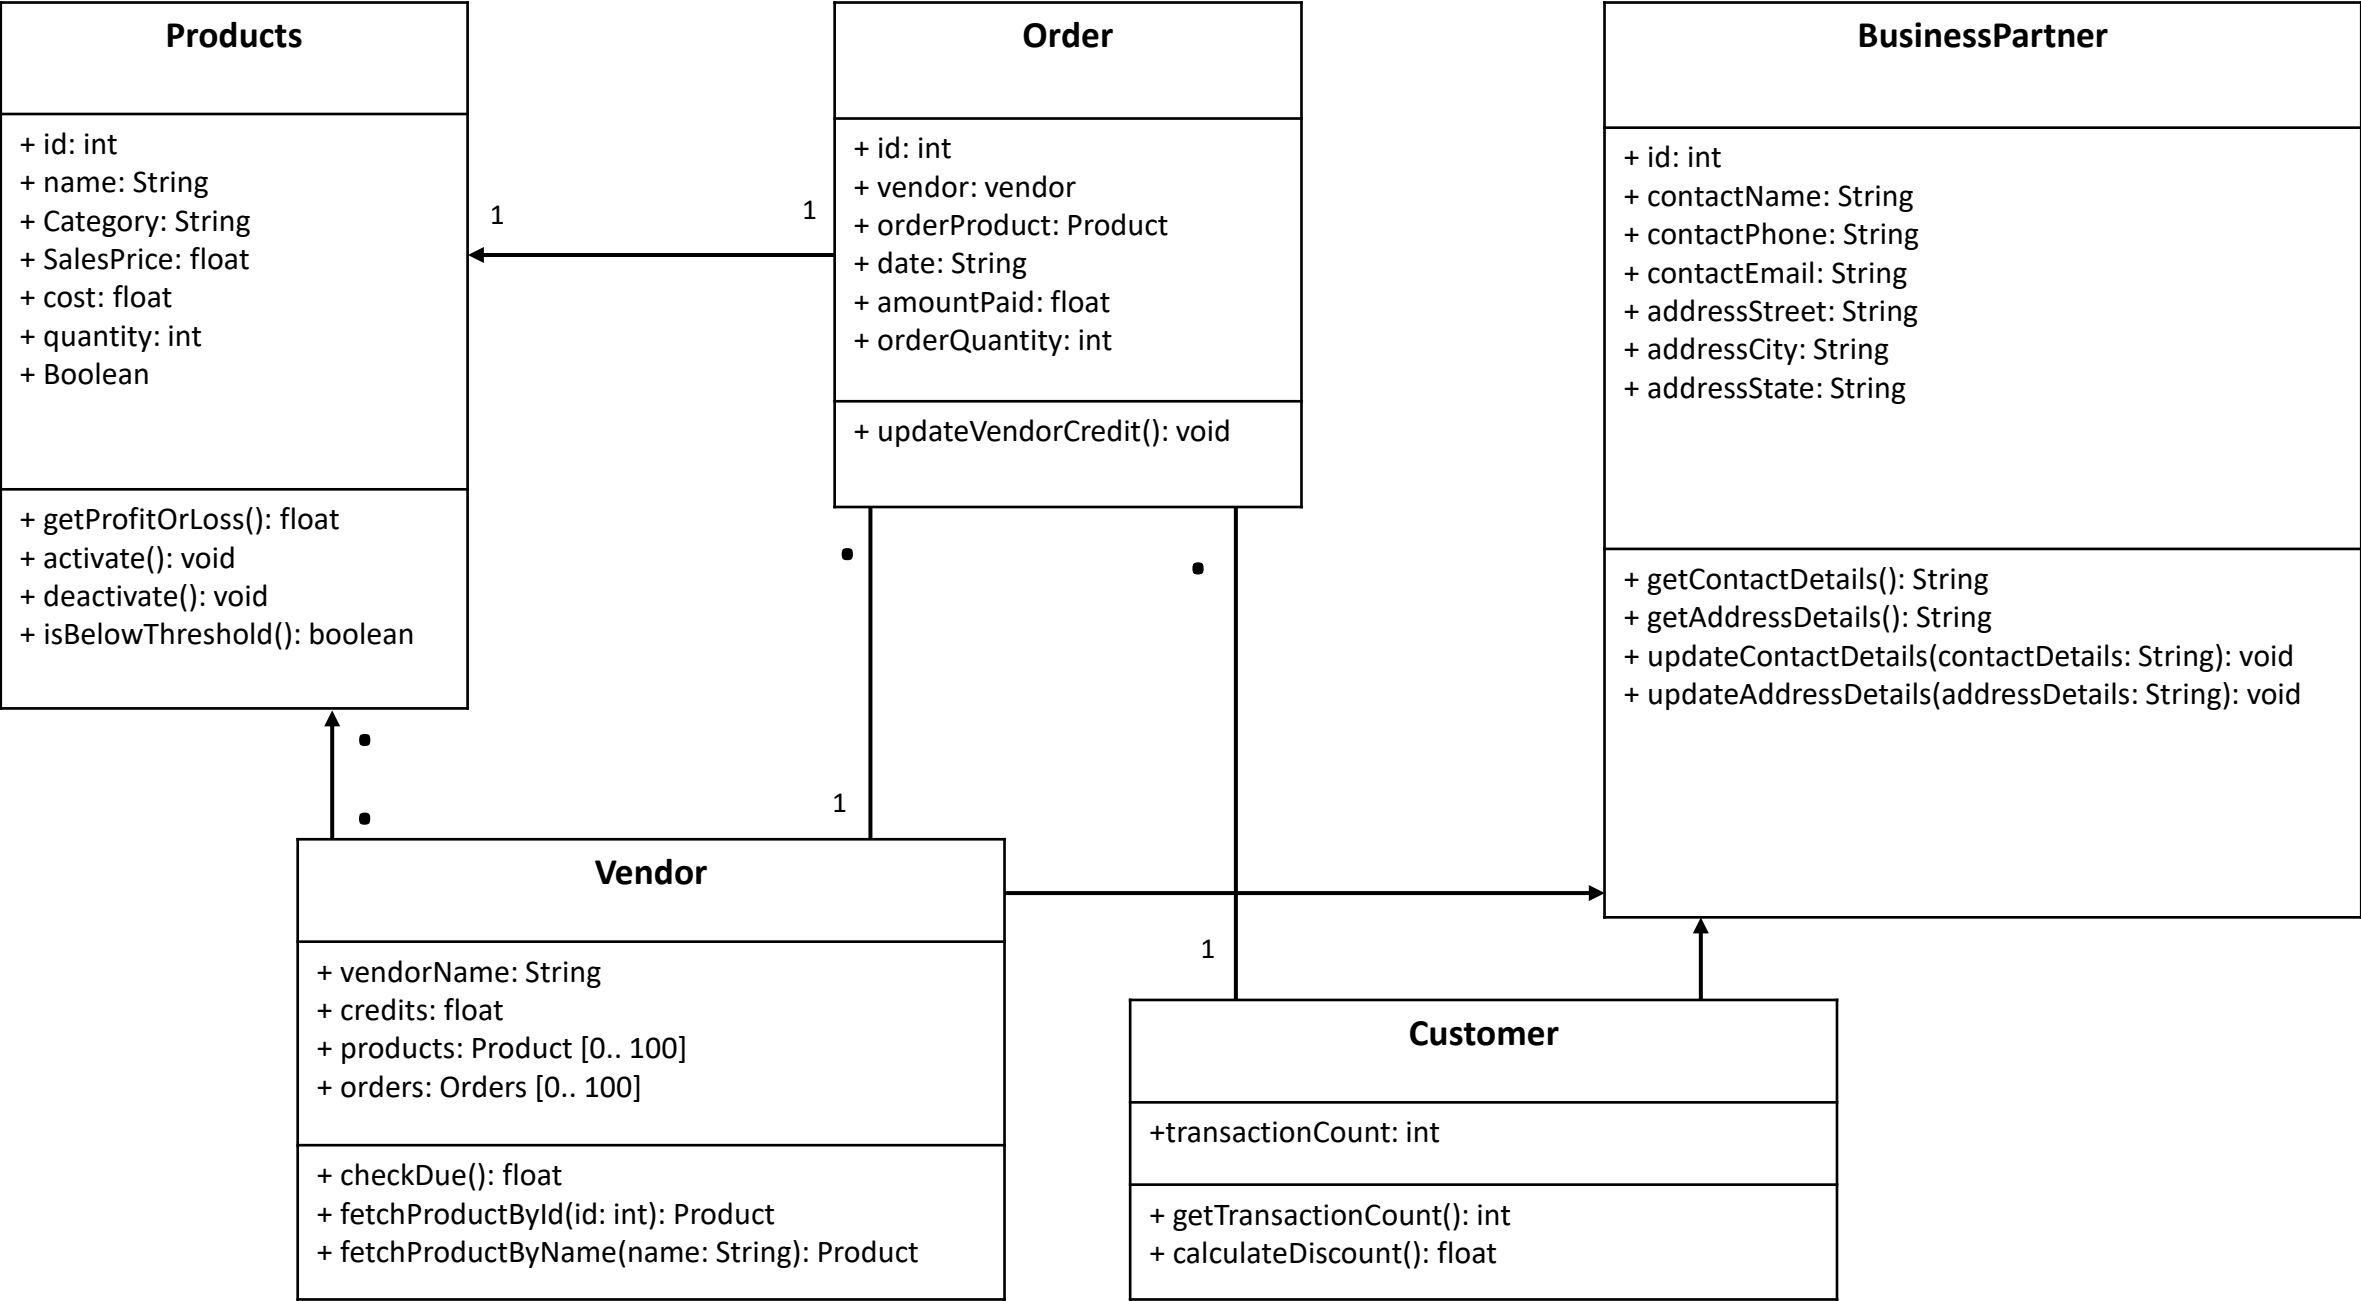 Products
+ id: int
+ name: String
+ Category: String
+ SalesPrice: float
+ cost: float
+ quantity: int
+ Boolean
+ getProfitOrLoss(): float
+ activate(): void
+ deactivate(): void
+ isBelowThreshold(): boolean
1
1
Order
+ id: int
+ vendor: vendor
+ orderProduct: Product
+ date: String
+ amountPaid: float
+ orderQuantity: int
+ updateVendorCredit(): void
BusinessPartner
+ id: int
+ contactName: String
+ contactPhone: String
+ contactEmail: String
+ addressStreet: String
+ addressCity: String
+ addressState: String
+ getContactDetails(): String
+ getAddressDetails(): String
+ updateContactDetails(contactDetails: String): void
+ updateAddressDetails(addressDetails: String): void
1
1
Vendor
+ vendorName: String
+ credits: float
+ products: Product [0.. 100]
+ orders: Orders [0.. 100]
+ checkDue(): float
+ fetchProductById(id: int): Product
+ fetchProductByName(name: String): Product
Customer
+transactionCount: int
+ getTransactionCount(): int
+ calculateDiscount(): float